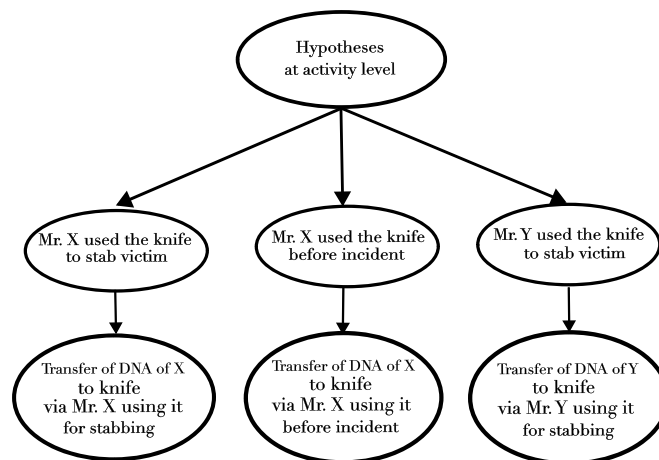 Hypotheses
at activity level
Mr. X used the knife
to stab victim
Mr. X used the knife
before incident
Mr. Y used the knife
to stab victim
Transfer of DNA of X
to knife
via Mr. X using it
for stabbing
Transfer of DNA of X
to knife
via Mr. X using it
before incident
Transfer of DNA of Y
to knife
via Mr. Y using it
for stabbing